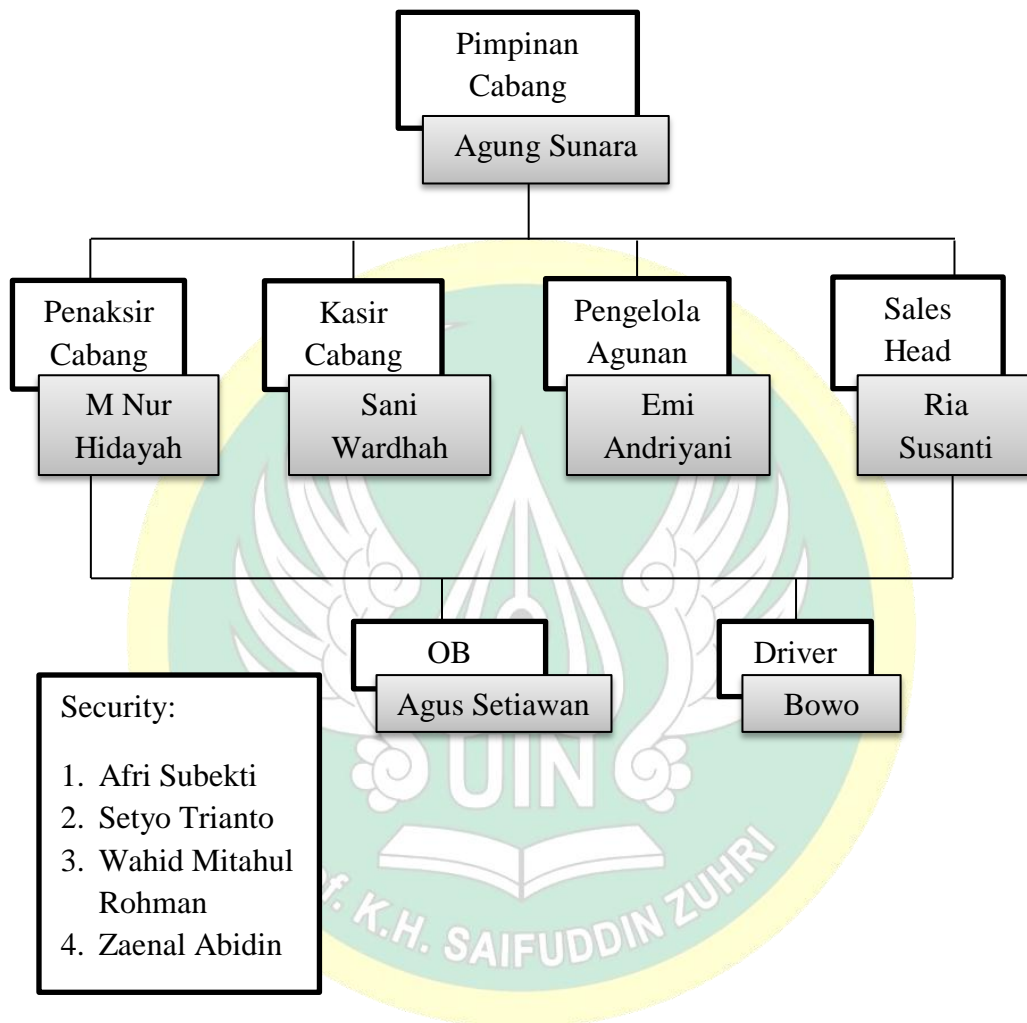 Pimpinan
Cabang
Agung Sunara
Penaksir
Cabang
M Nur
Hidayah
Kasir
Cabang
Sani
Wardhah
Pengelola
Agunan
Emi
Andriyani
Sales
Head
Ria
Susanti
OB
Agus Setiawan
Driver
Bowo
Security:
1. Afri Subekti
2. Setyo Trianto
3. Wahid Mitahul
Rohman
4. Zaenal Abidin
UIN
K.H. SAIFUDDIN ZUHRI